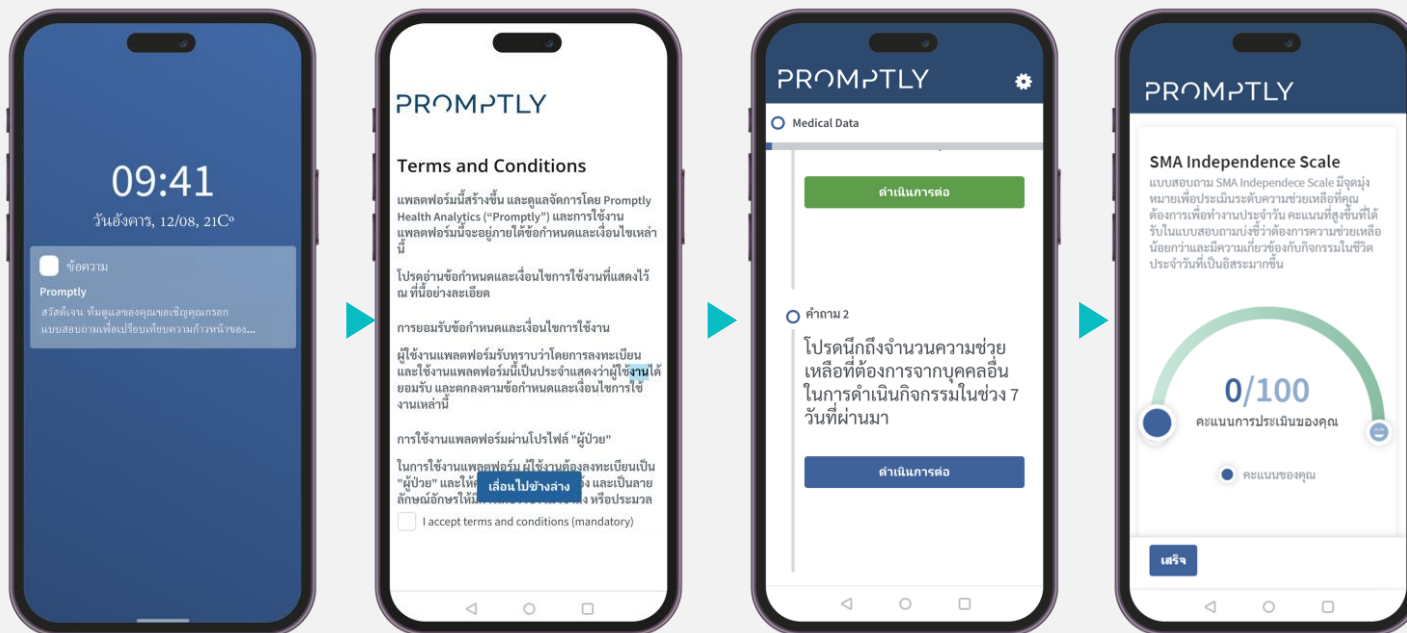 09:41
วันอังคาร, 12/08, 21Cº
ข้อความ
Promptly
สวัสดีเจน ทีมดูแลของคุณขอเชิญคุณกรอก
แบบสอบถามเพื่อเปรียบเทียบความก้าวหน้าของ...
PROMPTLY
Terms and Conditions
แพลตฟอร์มนี้สร้างขึ้น และดูแลจัดการโดย Promptly
Health Analytics ("Promptly") และการใช้งาน
แพลตฟอร์มนี้จะอยู่ภายใต้ข้อกำหนดและเงื่อนไขเหล่า
นี้
โปรดอ่านข้อกำหนดและเงื่อนไขการใช้งานที่แสดงไว้
ณ ที่นี้อย่างละเอียด
การยอมรับข้อกำหนดและเงื่อนไขการใช้งาน
ผู้ใช้งานแพลตฟอร์มรับทราบว่าโดยการลงทะเบียน
และใช้งานแพลตฟอร์มนี้เป็นประจำแสดงว่าผู้ใช้งานได้
ยอมรับ และตกลงตามข้อกำหนดและเงื่อนไขการใช้
งานเหล่านี้
การใช้งานแพลตฟอร์มผ่านโปรไฟล์ "ผู้ป่วย"
ในการใช้งานแพลตฟอร์ม ผู้ใช้งานต้องลงทะเบียนเป็น
"ผู้ป่วย" และ และเป็นลาย
เลื่อนไปข้างล่าง
ลักษณ์อักษรให้ หรือประมวล
I accept terms and conditions (mandatory)
PROMPTLY
Medical Data
ดำเนินการต่อ
คำถาม 2
โปรดนึกถึงจำนวนความช่วย
เหลือที่ต้องการจากบุคคลอื่น
ในการดำเนินกิจกรรมในช่วง 7
วันที่ผ่านมา
ดำเนินการต่อ
PROMPTLY
SMA Independence Scale
แบบสอบถาม SMA Independece Scale มีจุดมุ่ง
หมายเพื่อประเมินระดับความช่วยเหลือที่คุณ
ต้องการเพื่อทำงานประจำวัน คะแนนที่สูงขึ้นที่ได้
รับในแบบสอบถามบ่งชี้ว่าต้องการความช่วยเหลือ
น้อยกว่าและมีความเกี่ยวข้องกับกิจกรรมในชีวิต
ประจำวันที่เป็นอิสระมากขึ้น
0/100
คะแนนการประเมินของคุณ
คะแนนของคุณ
เสร็จ